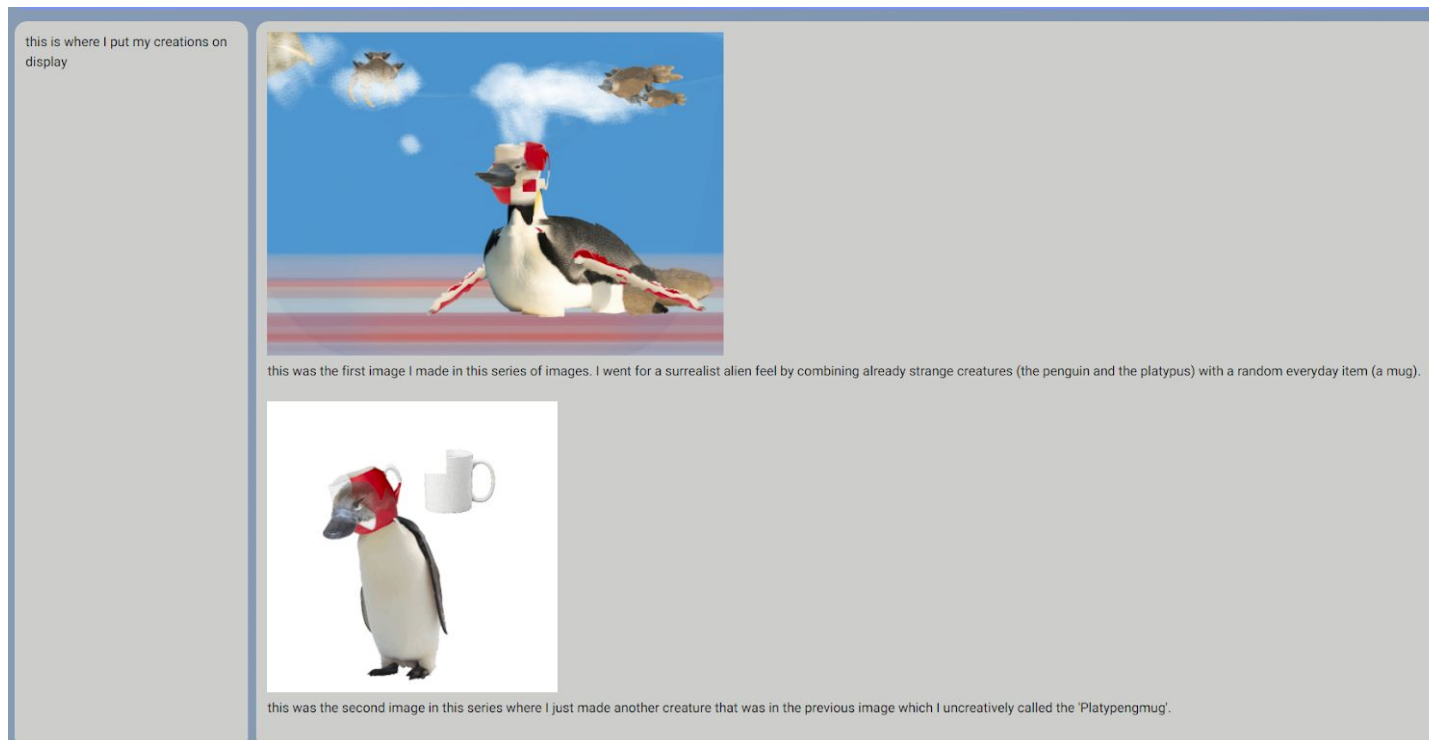 this is where I put my creations on
display
this was the first image I made in this series of images. I went for a surrealist alien feel by combining already strange creatures (the penguin and the platypus) with a random everyday item (a mug).
this was the second image in this series where I just made another creature that was in the previous image which I uncreatively called the 'Platypengmug'.